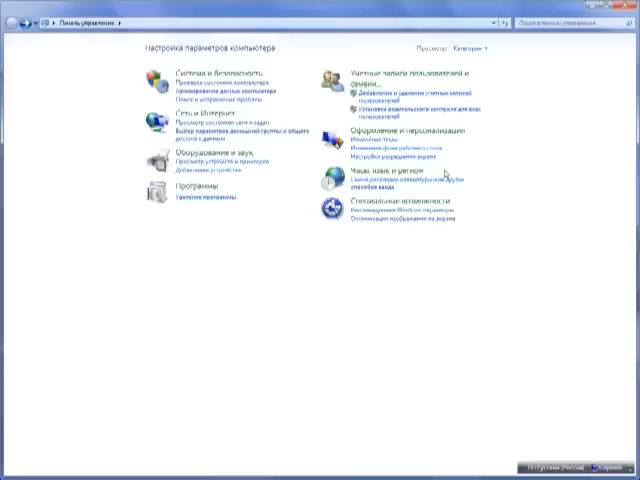 Панель управления
Поиск в панели управления
Настройка параметров компьютера
Просмотр: Категория
Система и безопасность
Проверка состояния компьютера
Архивирование данных компьютера
Поиск и исправление проблем
Сеть и Интернет
Просмотр состояния сети и задач
Выбор параметров домашней группы и общего
доступа к данным
Оборудование и звук
Просмотр устройств и принтеров
Добавление устройства
Программы
Удаление программы
Учетные записи пользователей и
семейн...
Добавление и удаление учетных записей
пользователей
Установка родительского контроля для всех
пользователей
Оформление и персонализация
Изменение темы
Изменение фона рабочего стола
Настройка разрешения экрана
Часы, язык и регион
Смена раскладки клавиатуры или других
способов ввода
Специальные возможности
Рекомендуемые Windows параметры
Оптимизация изображения на экране
Русский (Россия)
Справка